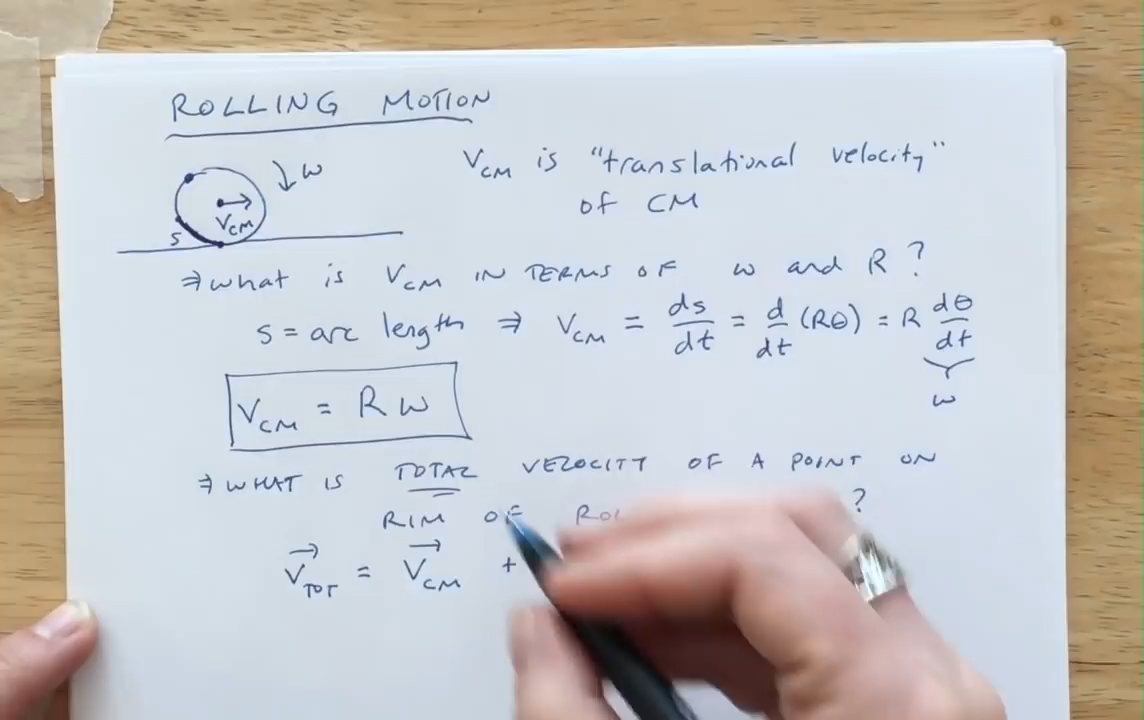 ROLLING MOTION
ω
V_CM
s
V_CM is "translational velocity"
of CM
⇒ what is V_CM IN TERMS OF ω and R ?
s = arc length ⇒ V_CM = ds/dt = d/dt (Rθ) = R dθ/dt
ω
V_CM = R ω
⇒ WHAT IS TOTAL VELOCITY OF A POINT ON
RIM OF ?
V⃗_TOT = V⃗_CM +